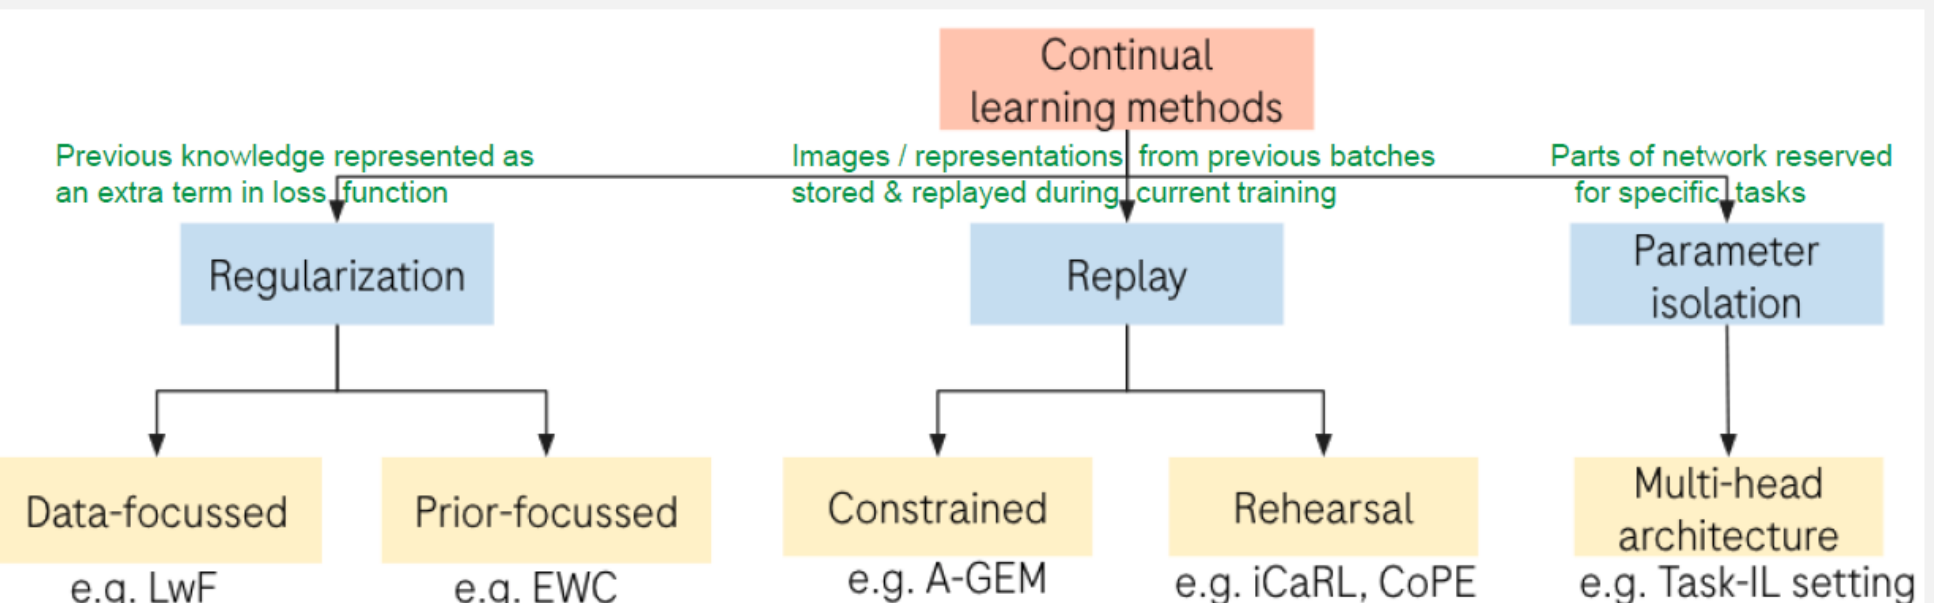 Continual
learning methods
Previous knowledge represented as
an extra term in loss function
Images / representations from previous batches
stored & replayed during current training
Parts of network reserved
for specific tasks
Regularization
Replay
Parameter
isolation
Data-focussed
Prior-focussed
Constrained
Rehearsal
Multi-head
architecture
e.g. LwF
e.g. EWC
e.g. A-GEM
e.g. iCaRL, CoPE
e.g. Task-IL setting